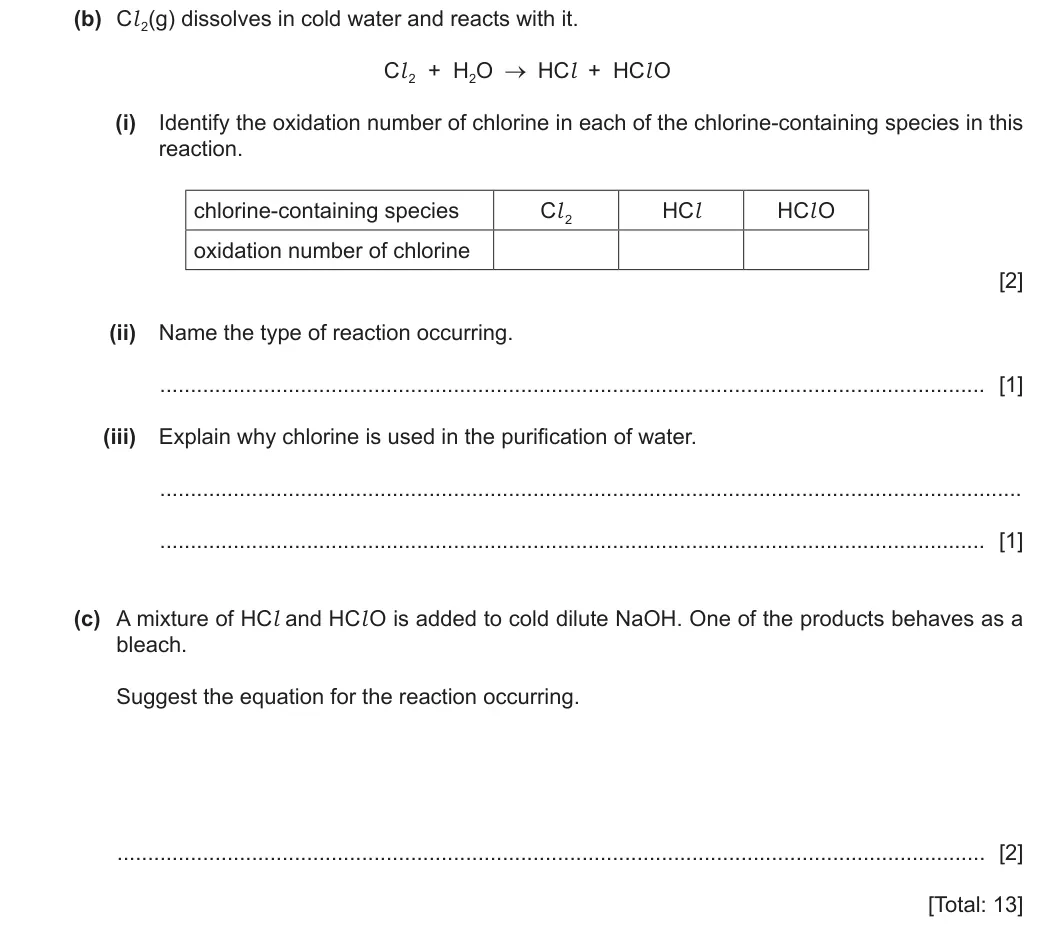 (b) Cl2(g) dissolves in cold water and reacts with it.
Cl2 + H2O → HCl + HClO
(i) Identify the oxidation number of chlorine in each of the chlorine-containing species in this
reaction.
chlorine-containing species Cl2 HCl HClO
oxidation number of chlorine
[2]
(ii) Name the type of reaction occurring.
.......................................................................................................................................... [1]
(iii) Explain why chlorine is used in the purification of water.
................................................................................................................................................
.......................................................................................................................................... [1]
(c) A mixture of HCl and HClO is added to cold dilute NaOH. One of the products behaves as a
bleach.
Suggest the equation for the reaction occurring.
................................................................................................................................................. [2]
[Total: 13]